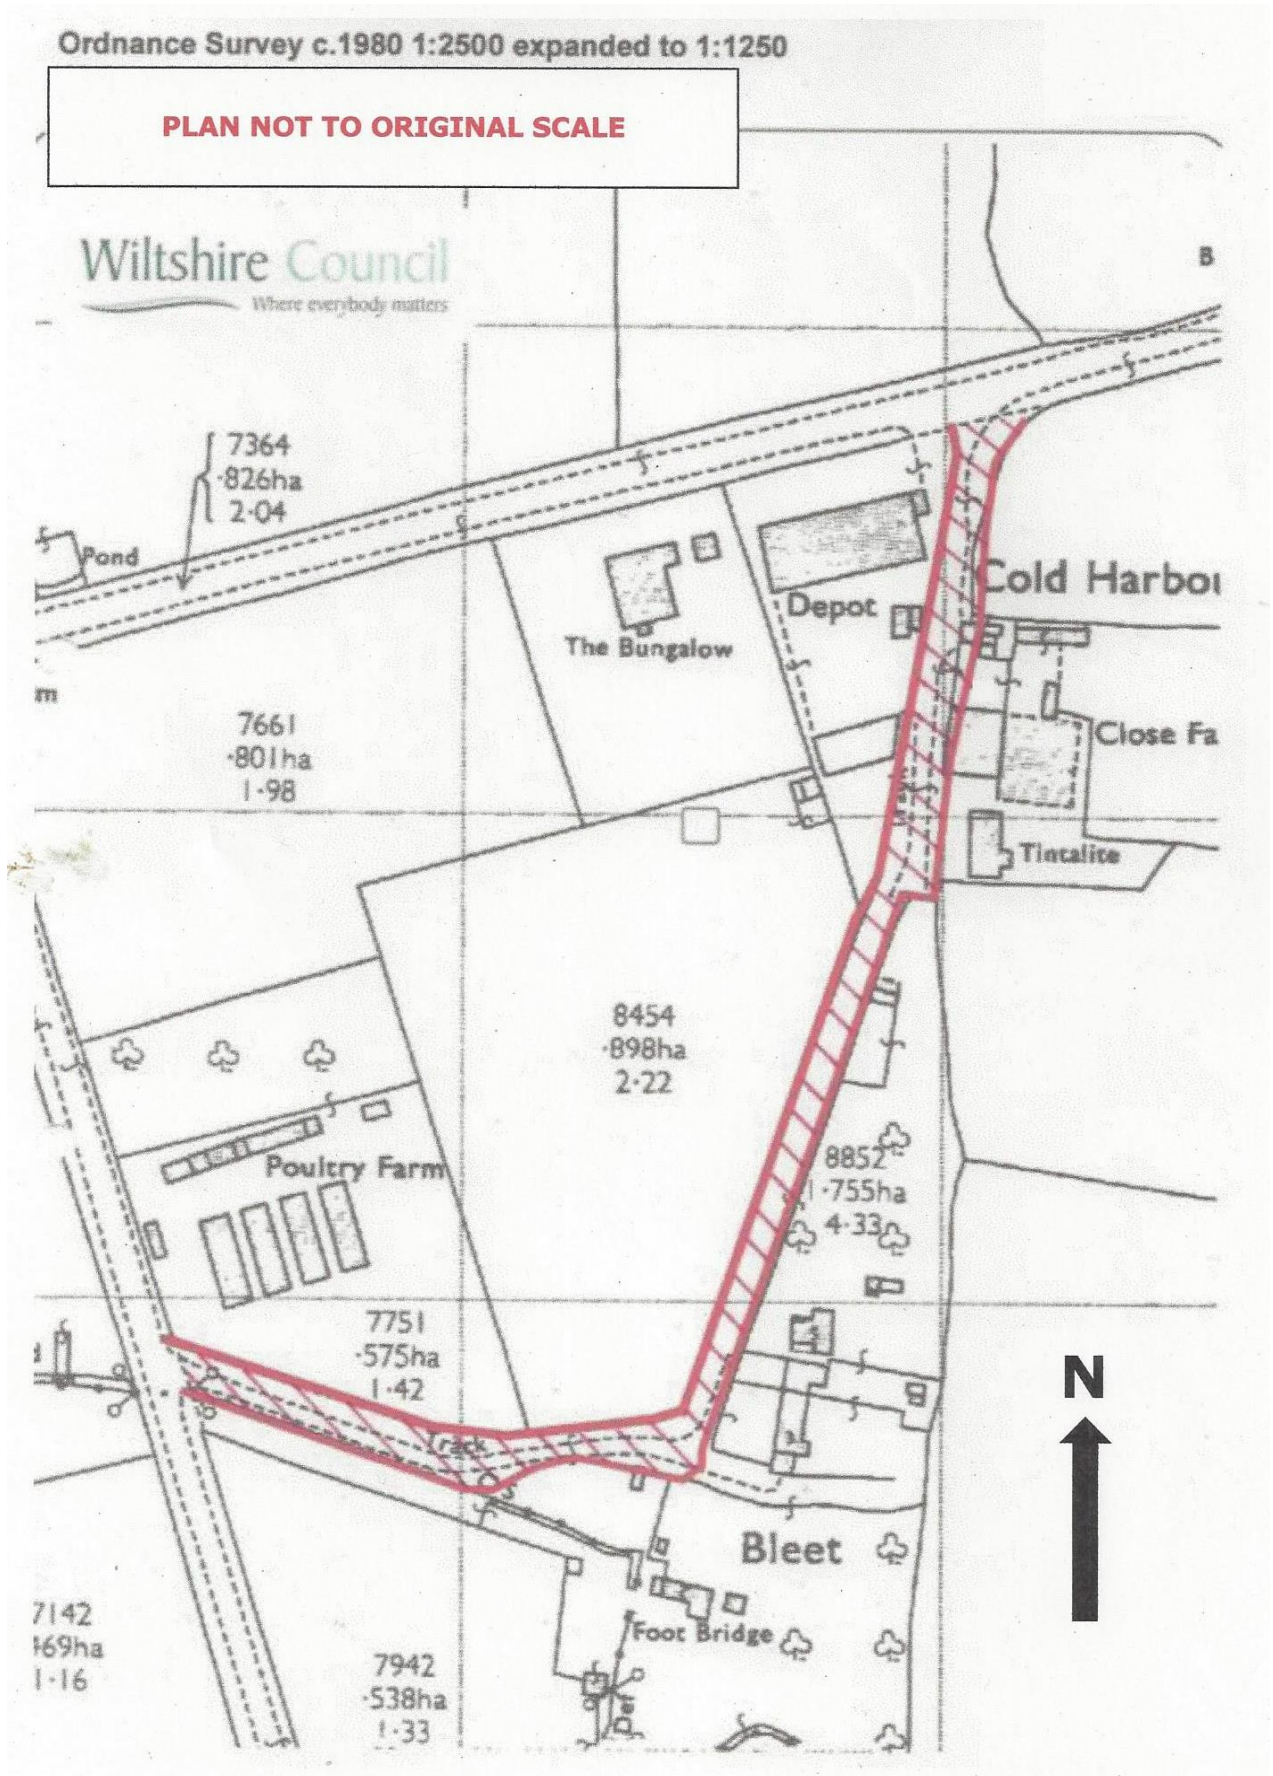 Ordnance Survey c.1980 1:2500 expanded to 1:1250
PLAN NOT TO ORIGINAL SCALE
Wiltshire Council
Where everybody matters
B
7364
·826ha
2·04
Pond
Cold Harbou
Depot
The Bungalow
m
7661
·801ha
1·98
Close Fa
Tintalite
8454
·898ha
2·22
Poultry Farm
8852
1·755ha
4·33
7751
·575ha
1·42
N
Track
Bleet
7142
469ha
1·16
Foot Bridge
7942
·538ha
1·33
Def